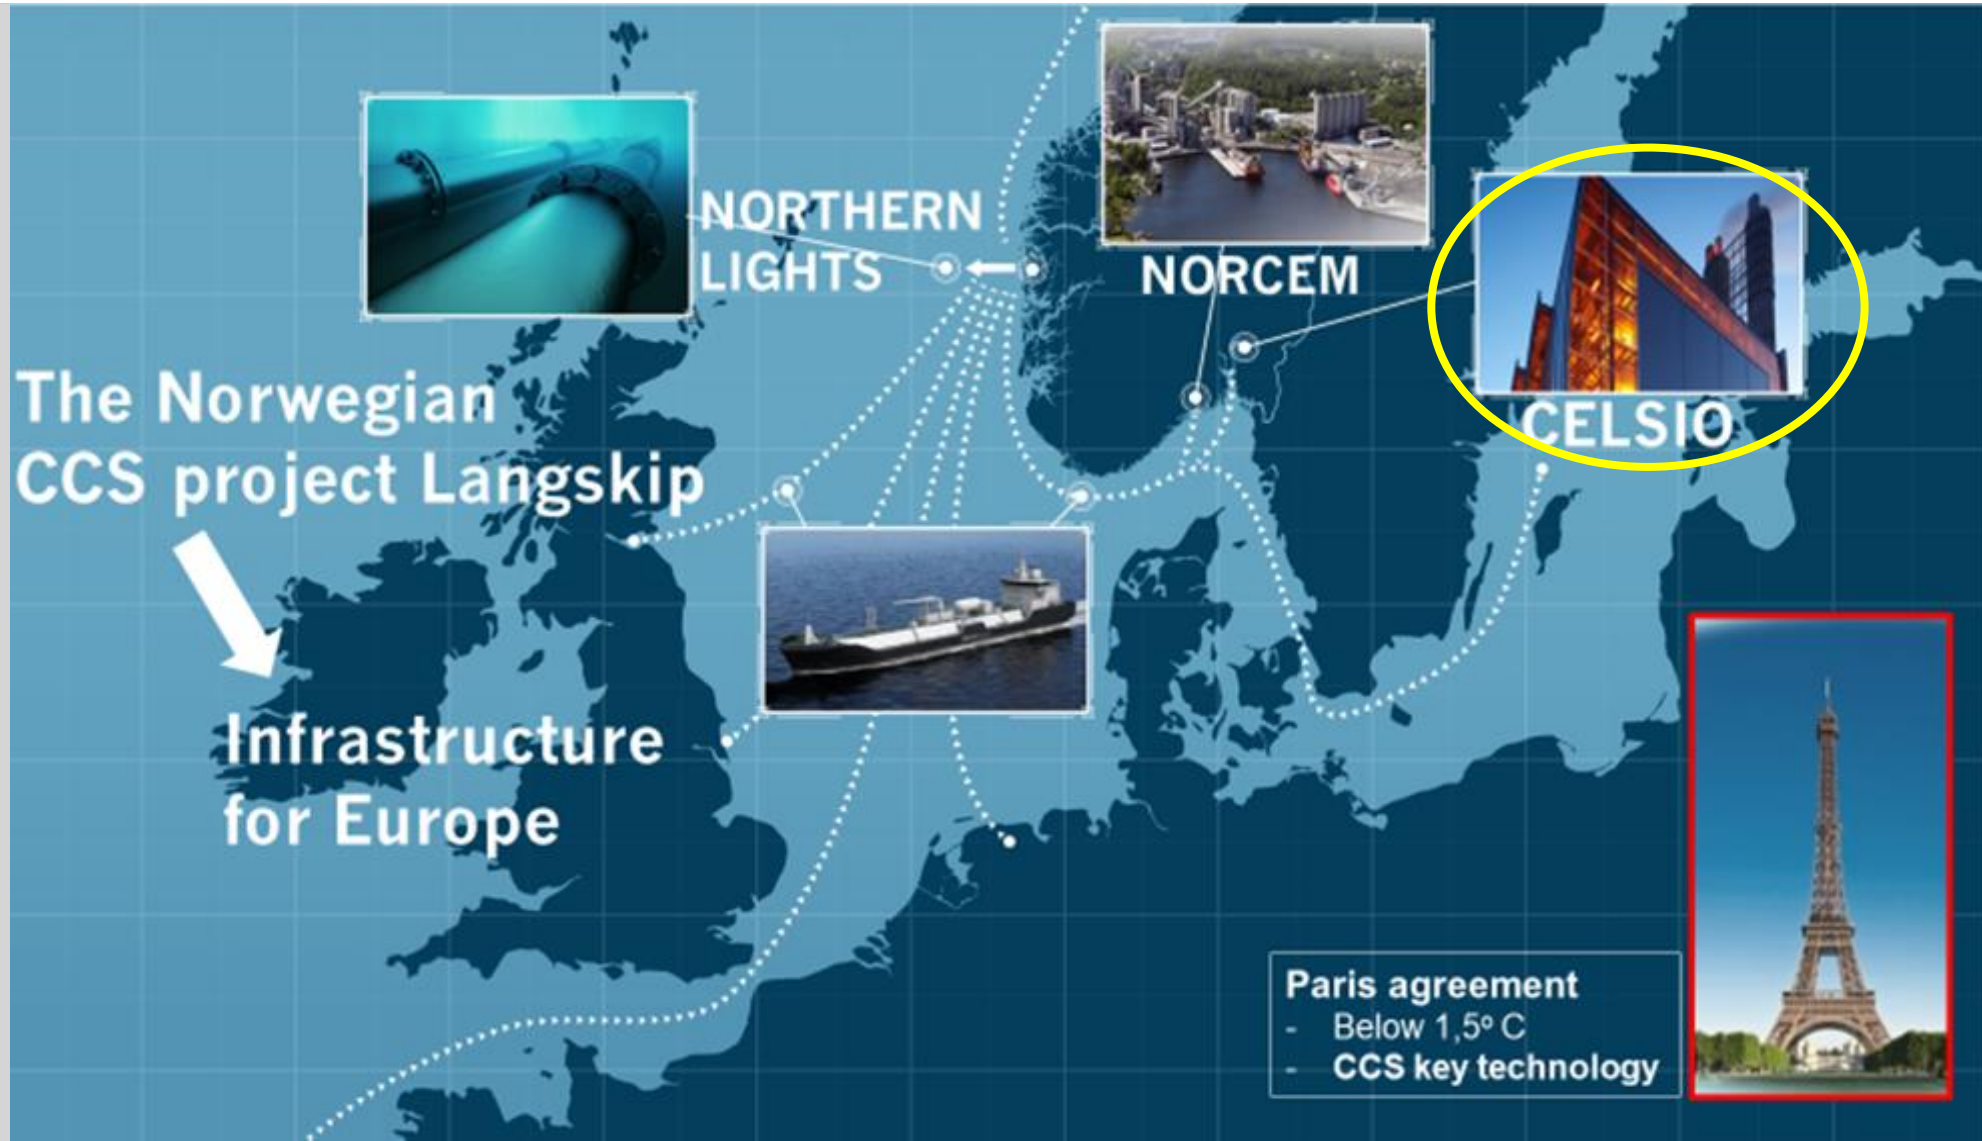 NORTHERN
LIGHTS
NORCEM
CELSIO
The Norwegian
CCS project Langskip
Infrastructure
for Europe
Paris agreement
- Below 1,5º C
- CCS key technology